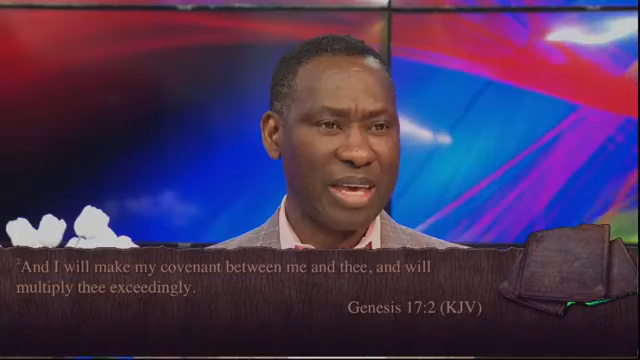 ²And I will make my covenant between me and thee, and will
multiply thee exceedingly.
Genesis 17:2 (KJV)